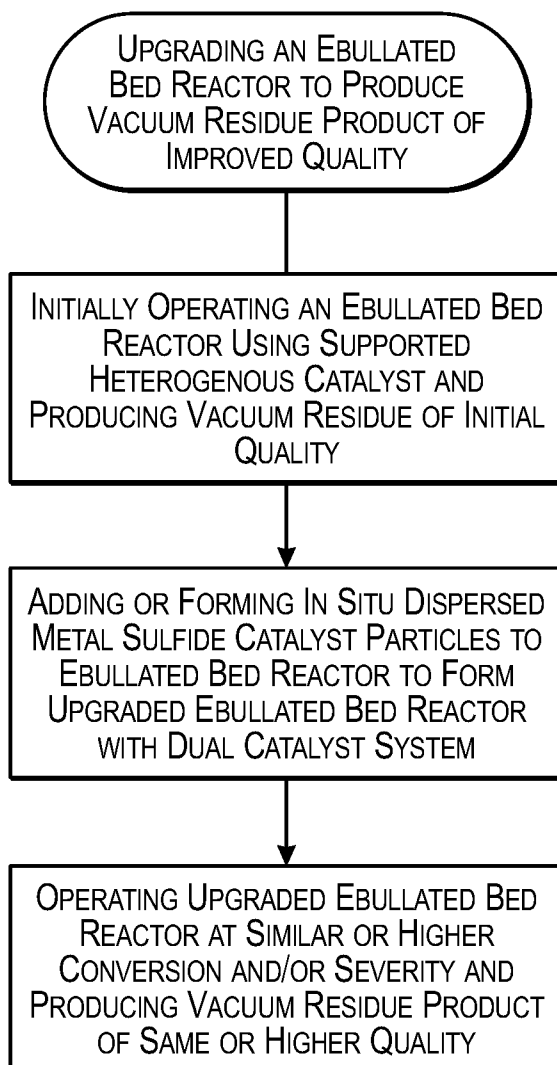 UPGRADING AN EBULLATED
BED REACTOR TO PRODUCE
VACUUM RESIDUE PRODUCT OF
IMPROVED QUALITY
INITIALLY OPERATING AN EBULLATED BED
REACTOR USING SUPPORTED
HETEROGENOUS CATALYST AND
PRODUCING VACUUM RESIDUE OF INITIAL
QUALITY
ADDING OR FORMING IN SITU DISPERSED
METAL SULFIDE CATALYST PARTICLES TO
EBULLATED BED REACTOR TO FORM
UPGRADED EBULLATED BED REACTOR
WITH DUAL CATALYST SYSTEM
OPERATING UPGRADED EBULLATED BED
REACTOR AT SIMILAR OR HIGHER
CONVERSION AND/OR SEVERITY AND
PRODUCING VACUUM RESIDUE PRODUCT
OF SAME OR HIGHER QUALITY